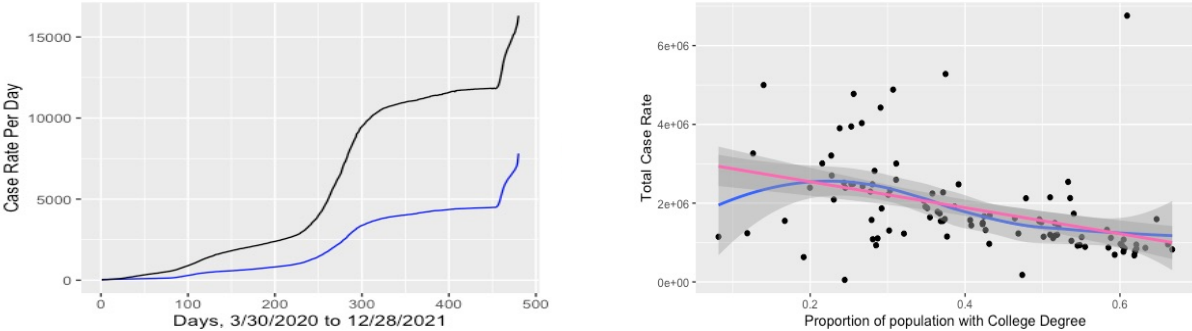 Case Rate Per Day
15000
10000
5000
0
0 100 200 300 400 500
Days, 3/30/2020 to 12/28/2021
Total Case Rate
6e+06
4e+06
2e+06
0e+00
0.2 0.4 0.6
Proportion of population with College Degree